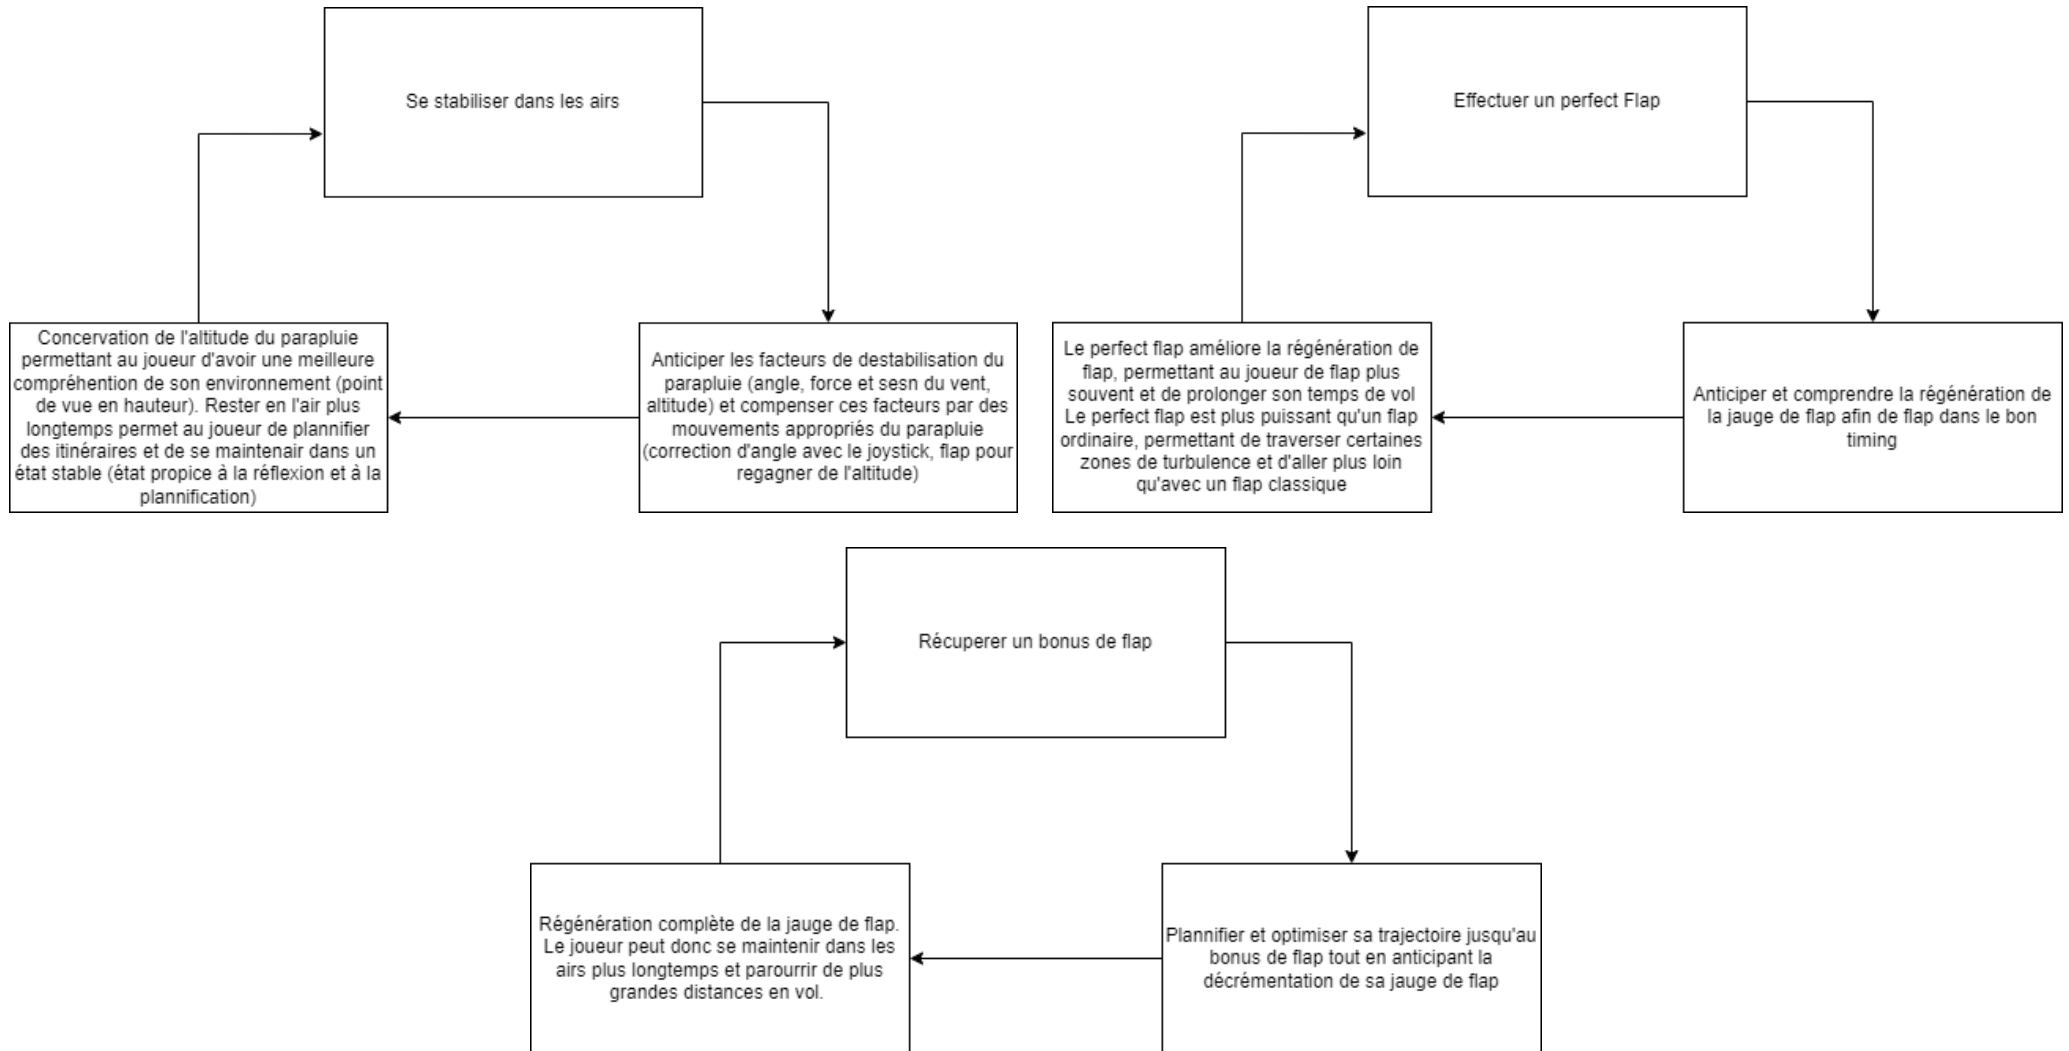 Se stabiliser dans les airs
Effectuer un perfect Flap
Concervation de l'altitude du parapluie
permettant au joueur d'avoir une meilleure
compréhention de son environnement (point
de vue en hauteur). Rester en l'air plus
longtemps permet au joueur de plannifier
des itinéraires et de se maintenair dans un
état stable (état propice à la réflexion et à la
plannification)
Anticiper les facteurs de destabilisation du
parapluie (angle, force et sesn du vent,
altitude) et compenser ces facteurs par des
mouvements appropriés du parapluie
(correction d'angle avec le joystick, flap pour
regagner de l'altitude)
Le perfect flap améliore la régénération de
flap, permettant au joueur de flap plus
souvent et de prolonger son temps de vol
Le perfect flap est plus puissant qu'un flap
ordinaire, permettant de traverser certaines
zones de turbulence et d'aller plus loin
qu'avec un flap classique
Anticiper et comprendre la régénération de
la jauge de flap afin de flap dans le bon
timing
Récuperer un bonus de flap
Régénération complète de la jauge de flap.
Le joueur peut donc se maintenir dans les
airs plus longtemps et parourrir de plus
grandes distances en vol.
Plannifier et optimiser sa trajectoire jusqu'au
bonus de flap tout en anticipant la
décrémentation de sa jauge de flap